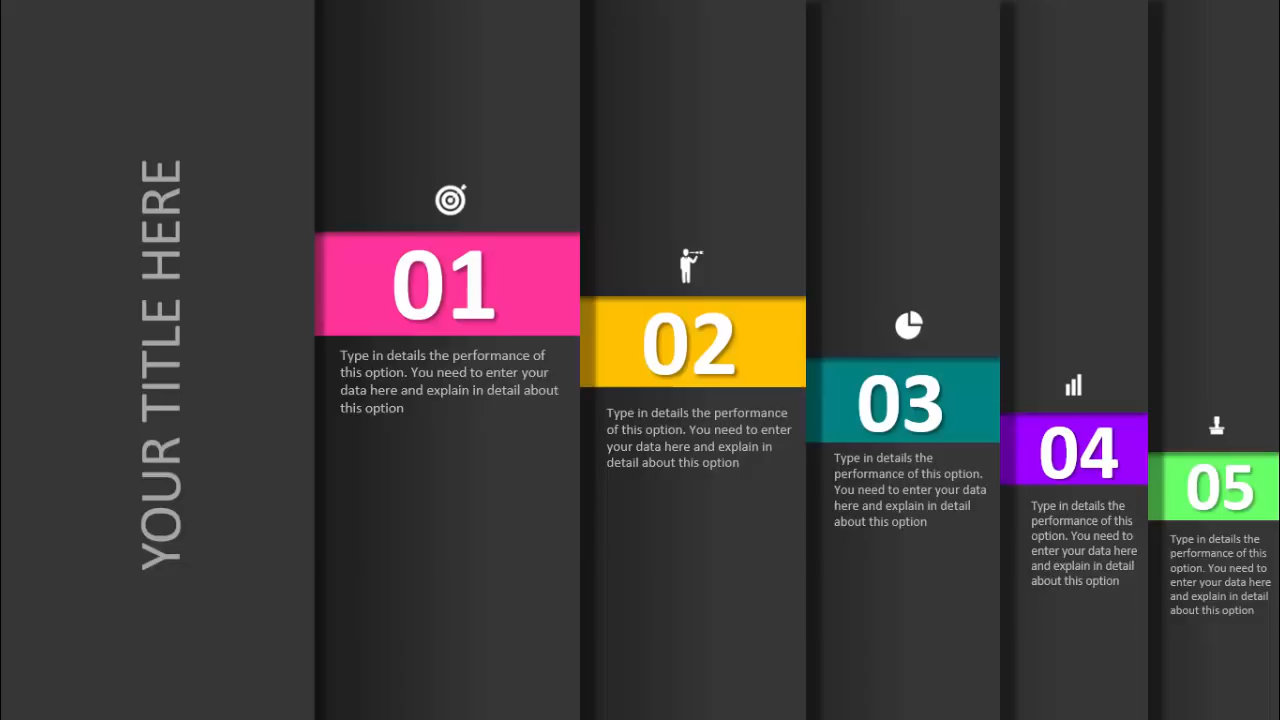 YOUR TITLE HERE
01
Type in details the performance of
this option. You need to enter your
data here and explain in detail about
this option
02
Type in details the performance
of this option. You need to enter
your data here and explain in
detail about this option
03
Type in details the
performance of this option.
You need to enter your data
here and explain in detail
about this option
04
Type in details the
performance of this
option. You need to
enter your data here
and explain in detail
about this option
05
Type in details the
performance of this
option. You need to
enter your data here
and explain in detail
about this option